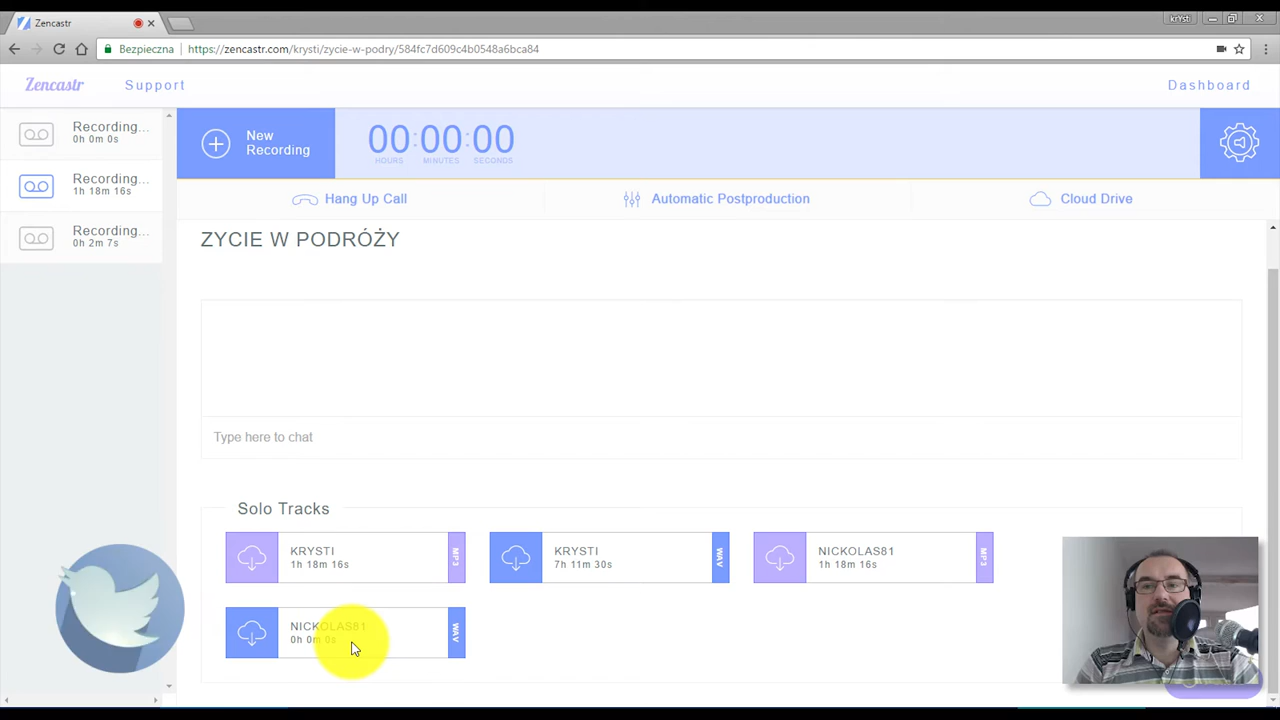 Zencastr
krYsti
Bezpieczna
https://zencastr.com/krysti/zycie-w-podry/584fc7d609c4b0548a6bca84
Zencastr
Support
Dashboard
Recording...
0h 0m 0s
Recording...
1h 18m 16s
Recording...
0h 2m 7s
New
Recording
00:00:00
HOURS
MINUTES
SECONDS
Hang Up Call
Automatic Postproduction
Cloud Drive
ZYCIE W PODRÓŻY
Type here to chat
Solo Tracks
KRYSTI
1h 18m 16s
MP3
KRYSTI
7h 11m 30s
WAV
NICKOLAS81
1h 18m 16s
MP3
NICKOLAS81
0h 0m 0s
WAV